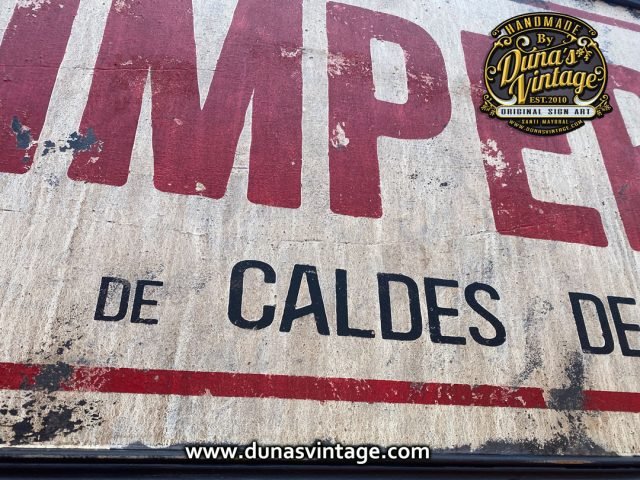 IMPER
DE CALDES DE
HANDMADE
By
Duna's
Vintage
EST. 2010
ORIGINAL SIGN ART
SANTI MAYORAL
WWW.DUNASVINTAGE.COM
www.dunasvintage.com